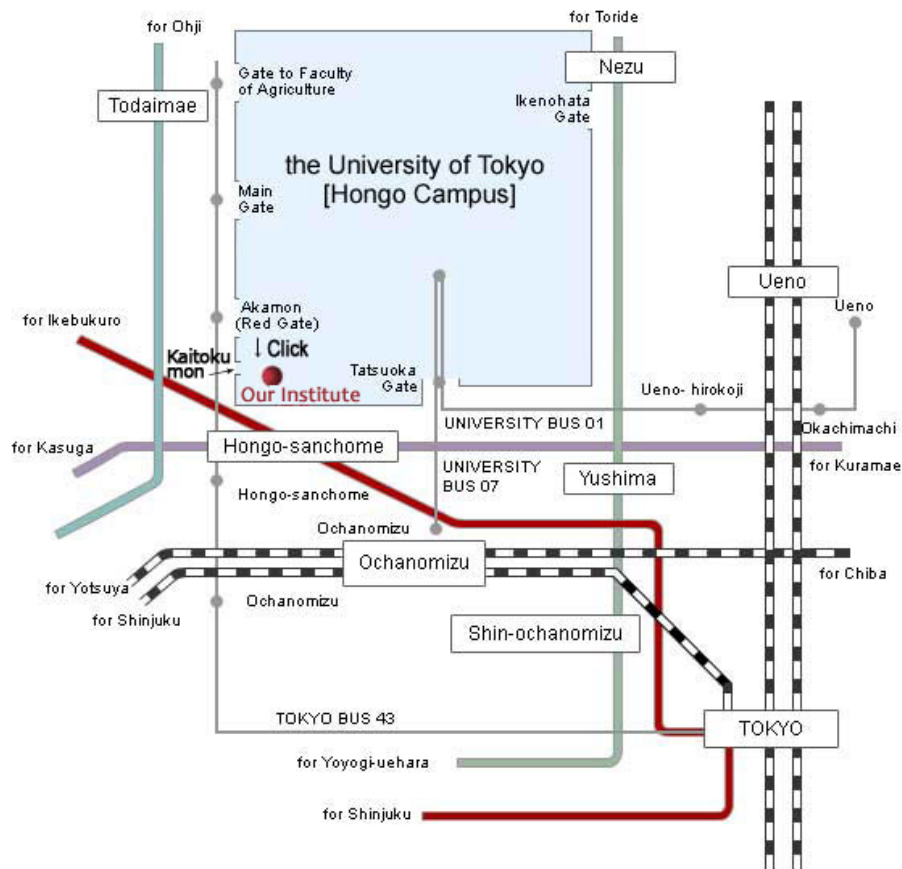 for Ohji
for Toride
Gate to Faculty
of Agriculture
Nezu
Todaimae
Ikenohata
Gate
the University of Tokyo
[Hongo Campus]
Main
Gate
Ueno
Ueno
for Ikebukuro
Akamon
(Red Gate)
↓ Click
Kaitoku
mon →
Our Institute
Tatsuoka
Gate
Ueno- hirokoji
UNIVERSITY BUS 01
Okachimachi
for Kasuga
Hongo-sanchome
for Kuramae
UNIVERSITY
BUS 07
Yushima
Hongo-sanchome
Ochanomizu
Ochanomizu
for Yotsuya
for Chiba
Ochanomizu
for Shinjuku
Shin-ochanomizu
TOKYO BUS 43
TOKYO
for Yoyogi-uehara
for Shinjuku